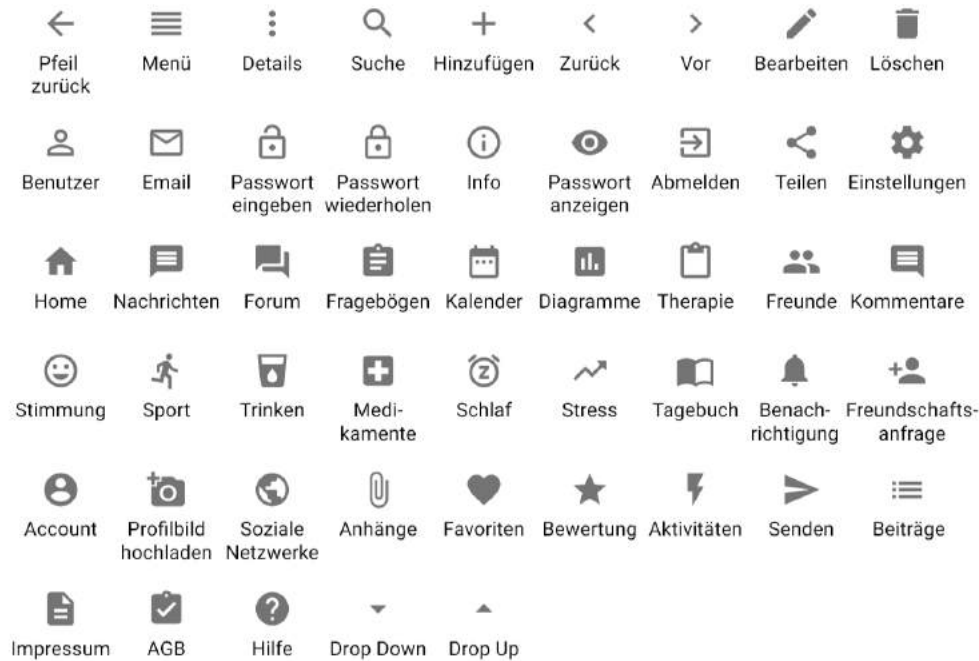 Pfeil Menü Details Suche Hinzufügen Zurück Vor Bearbeiten Löschen
zurück
Benutzer Email Passwort Passwort Info Passwort Abmelden Teilen Einstellungen
eingeben wiederholen anzeigen
Home Nachrichten Forum Fragebögen Kalender Diagramme Therapie Freunde Kommentare
Stimmung Sport Trinken Medi- Schlaf Stress Tagebuch Benach- Freundschafts-
kamente richtigung anfrage
Account Profilbild Soziale Anhänge Favoriten Bewertung Aktivitäten Senden Beiträge
hochladen Netzwerke
Impressum AGB Hilfe Drop Down Drop Up